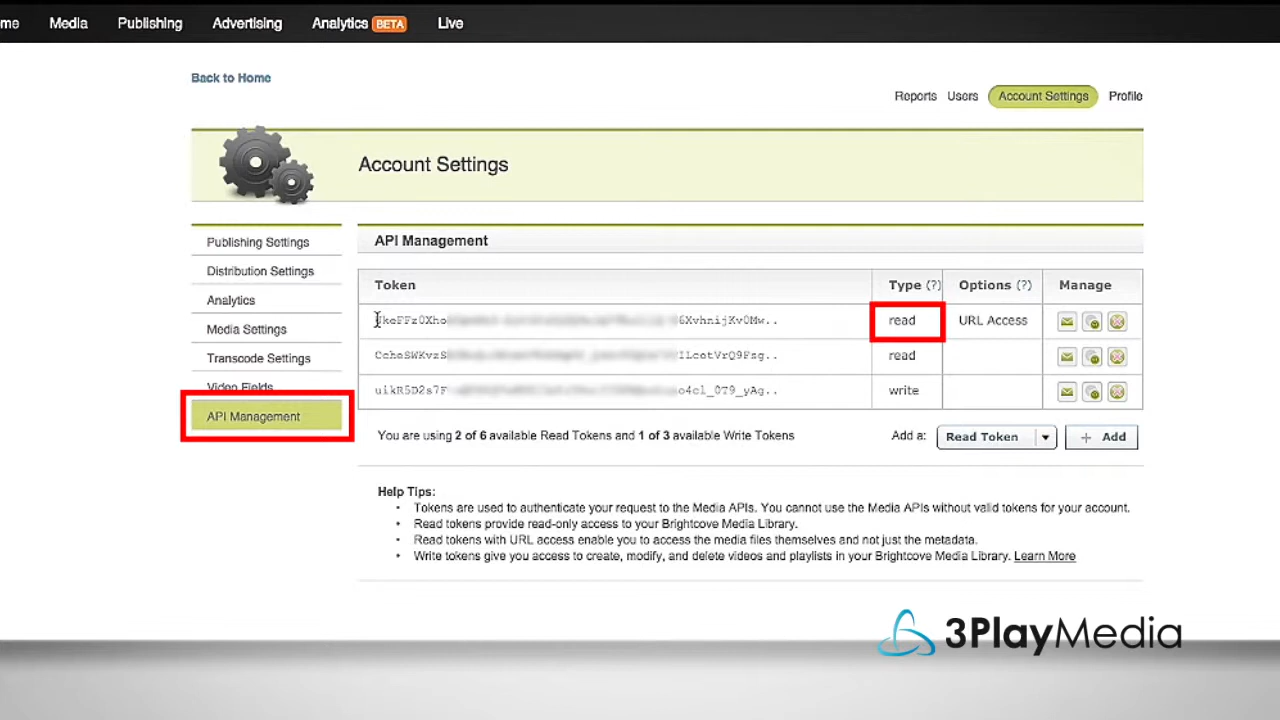 Media Publishing Advertising Analytics BETA Live
Back to Home
Reports Users Account Settings Profile
Account Settings
Publishing Settings
Distribution Settings
Analytics
Media Settings
Transcode Settings
Video Fields
API Management
API Management
Token Type (?) Options (?) Manage
read URL Access
read
write
You are using 2 of 6 available Read Tokens and 1 of 3 available Write Tokens
Add a: Read Token + Add
Help Tips:
• Tokens are used to authenticate your request to the Media APIs. You cannot use the Media APIs without valid tokens for your account.
• Read tokens provide read-only access to your Brightcove Media Library.
• Read tokens with URL access enable you to access the media files themselves and not just the metadata.
• Write tokens give you access to create, modify, and delete videos and playlists in your Brightcove Media Library. Learn More
3PlayMedia